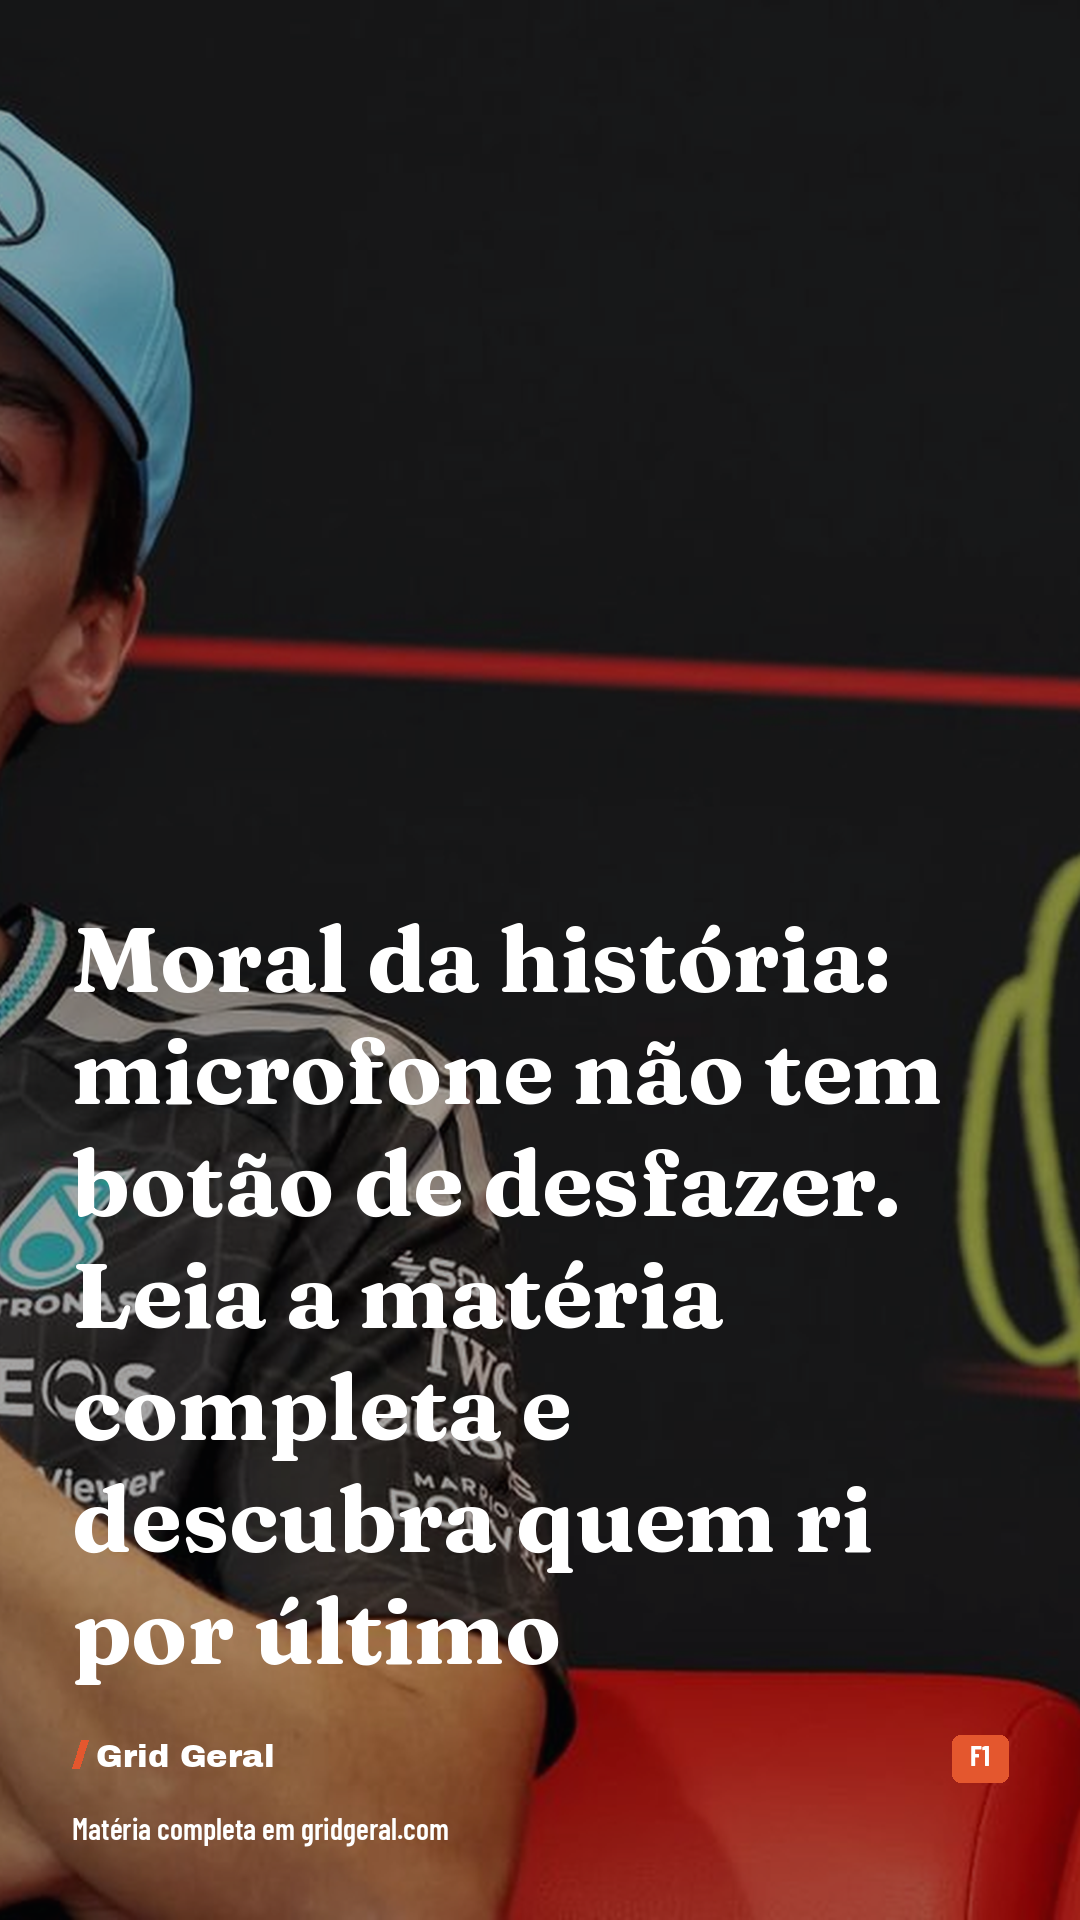 Moral da história:
microfone não tem
botão de desfazer.
Leia a matéria
completa e
descubra quem ri
por último
/ Grid Geral
F1
Matéria completa em gridgeral.com